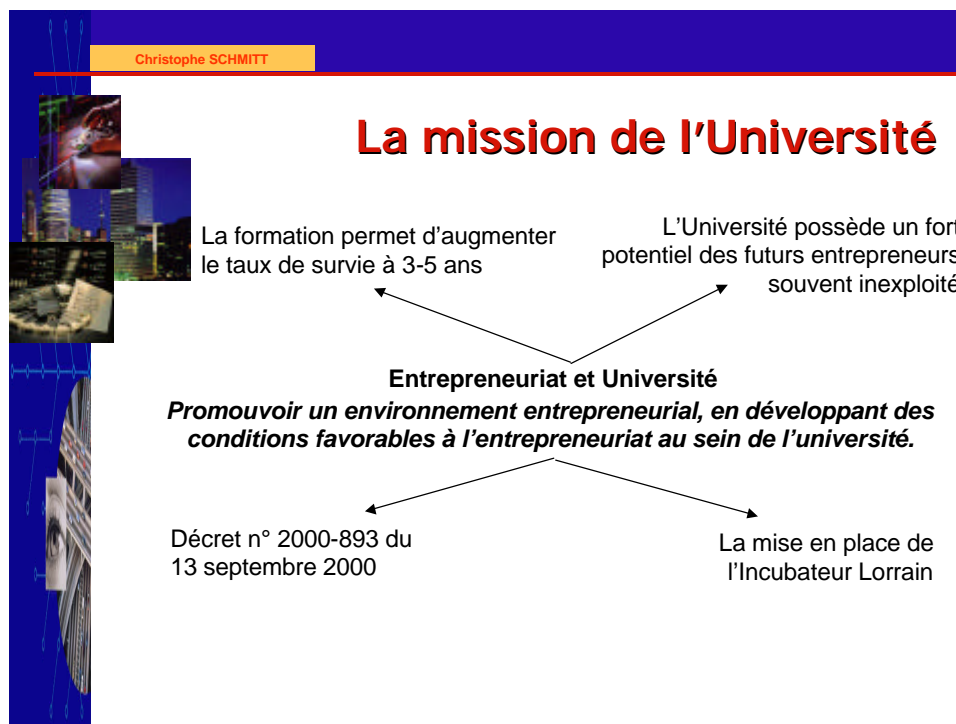 Christophe SCHMITT
La mission de l'Université
La formation permet d'augmenter
le taux de survie à 3-5 ans
L'Université possède un fort
potentiel des futurs entrepreneurs
souvent inexploité
Entrepreneuriat et Université
Promouvoir un environnement entrepreneurial, en développant des
conditions favorables à l'entrepreneuriat au sein de l'université.
Décret n° 2000-893 du
13 septembre 2000
La mise en place de
l'Incubateur Lorrain